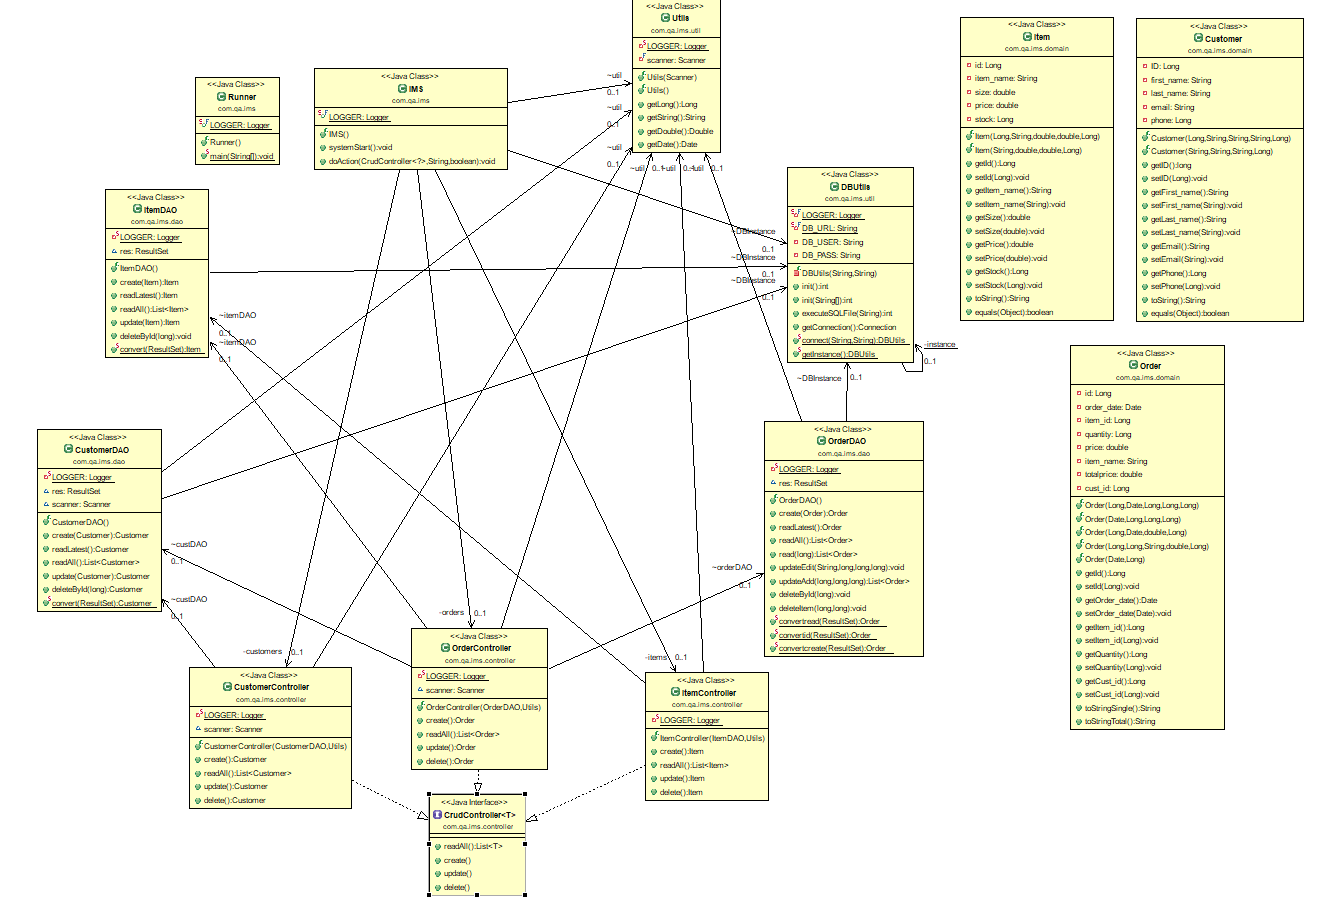 <<Java Class>>
Utils
com.qa.ims.util
LOGGER: Logger
scanner: Scanner
Utils(Scanner)
Utils()
getLong():Long
getString():String
getDouble():Double
getDate():Date
<<Java Class>>
Item
com.qa.ims.domain
id: Long
item_name: String
size: double
price: double
stock: Long
Item(Long,String,double,double,Long)
Item(String,double,double,Long)
getId():Long
setId(Long):void
getItem_name():String
setItem_name(String):void
getSize():double
setSize(double):void
getPrice():double
setPrice(double):void
getStock():Long
setStock(Long):void
toString():String
equals(Object):boolean
<<Java Class>>
Customer
com.qa.ims.domain
ID: Long
first_name: String
last_name: String
email: String
phone: Long
Customer(Long,String,String,String,Long)
Customer(String,String,String,Long)
getID():long
setID(Long):void
getFirst_name():String
setFirst_name(String):void
getLast_name():String
setLast_name(String):void
getEmail():String
setEmail(String):void
getPhone():Long
setPhone(Long):void
toString():String
equals(Object):boolean
<<Java Class>>
Runner
com.qa.ims
LOGGER: Logger
Runner()
main(String[]):void
<<Java Class>>
IMS
com.qa.ims
LOGGER: Logger
IMS()
systemStart():void
doAction(CrudController<?>,String,boolean):void
~util
0..1
~util
0..1
~util
0..1
~util
0..1
~util
0..1
~util
0..1
<<Java Class>>
DBUtils
com.qa.ims.util
LOGGER: Logger
DB_URL: String
DB_USER: String
DB_PASS: String
DBUtils(String,String)
init():int
init(String[]):int
executeSQLFile(String):int
getConnection():Connection
connect(String,String):DBUtils
getInstance():DBUtils
~DBInstance
0..1
~DBInstance
0..1
~DBInstance
0..1
-instance
0..1
~DBInstance
0..1
<<Java Class>>
ItemDAO
com.qa.ims.dao
LOGGER: Logger
res: ResultSet
ItemDAO()
create(Item):Item
readLatest():Item
readAll():List<Item>
update(Item):Item
deleteById(long):void
convert(ResultSet):Item
~itemDAO
0..1
~itemDAO
0..1
<<Java Class>>
Order
com.qa.ims.domain
id: Long
order_date: Date
item_id: Long
quantity: Long
price: double
item_name: String
totalprice: double
cust_id: Long
Order(Long,Date,Long,Long,Long)
Order(Date,Long,Long,Long)
Order(Long,Date,double,Long)
Order(Long,Long,String,double,Long)
Order(Date,Long)
getId():Long
setId(Long):void
getOrder_date():Date
setOrder_date(Date):void
getItem_id():Long
setItem_id(Long):void
getQuantity():Long
setQuantity(Long):void
getCust_id():Long
setCust_id(Long):void
toStringSingle():String
toStringTotal():String
<<Java Class>>
CustomerDAO
com.qa.ims.dao
LOGGER: Logger
res: ResultSet
scanner: Scanner
CustomerDAO()
create(Customer):Customer
readLatest():Customer
readAll():List<Customer>
update(Customer):Customer
deleteById(long):Customer
convert(ResultSet):Customer
~custDAO
0..1
~custDAO
0..1
<<Java Class>>
OrderDAO
com.qa.ims.dao
LOGGER: Logger
res: ResultSet
OrderDAO()
create(Order):Order
readLatest():Order
readAll():List<Order>
read(long):List<Order>
updateEdit(String,long,long,long):void
updateAdd(long,long,long):List<Order>
deleteById(long):void
deleteItem(long,long):void
convertread(ResultSet):Order
convertid(ResultSet):Order
convertcreate(ResultSet):Order
~orderDAO
0..1
-orders
0..1
-customers
0..1
-items
0..1
<<Java Class>>
CustomerController
com.qa.ims.controller
LOGGER: Logger
scanner: Scanner
CustomerController(CustomerDAO,Utils)
create():Customer
readAll():List<Customer>
update():Customer
delete():Customer
<<Java Class>>
OrderController
com.qa.ims.controller
LOGGER: Logger
scanner: Scanner
OrderController(OrderDAO,Utils)
create():Order
readAll():List<Order>
update():Order
delete():Order
<<Java Class>>
ItemController
com.qa.ims.controller
LOGGER: Logger
ItemController(ItemDAO,Utils)
create():Item
readAll():List<Item>
update():Item
delete():Item
<<Java Interface>>
CrudController<T>
com.qa.ims.controller
readAll():List<T>
create()
update()
delete()